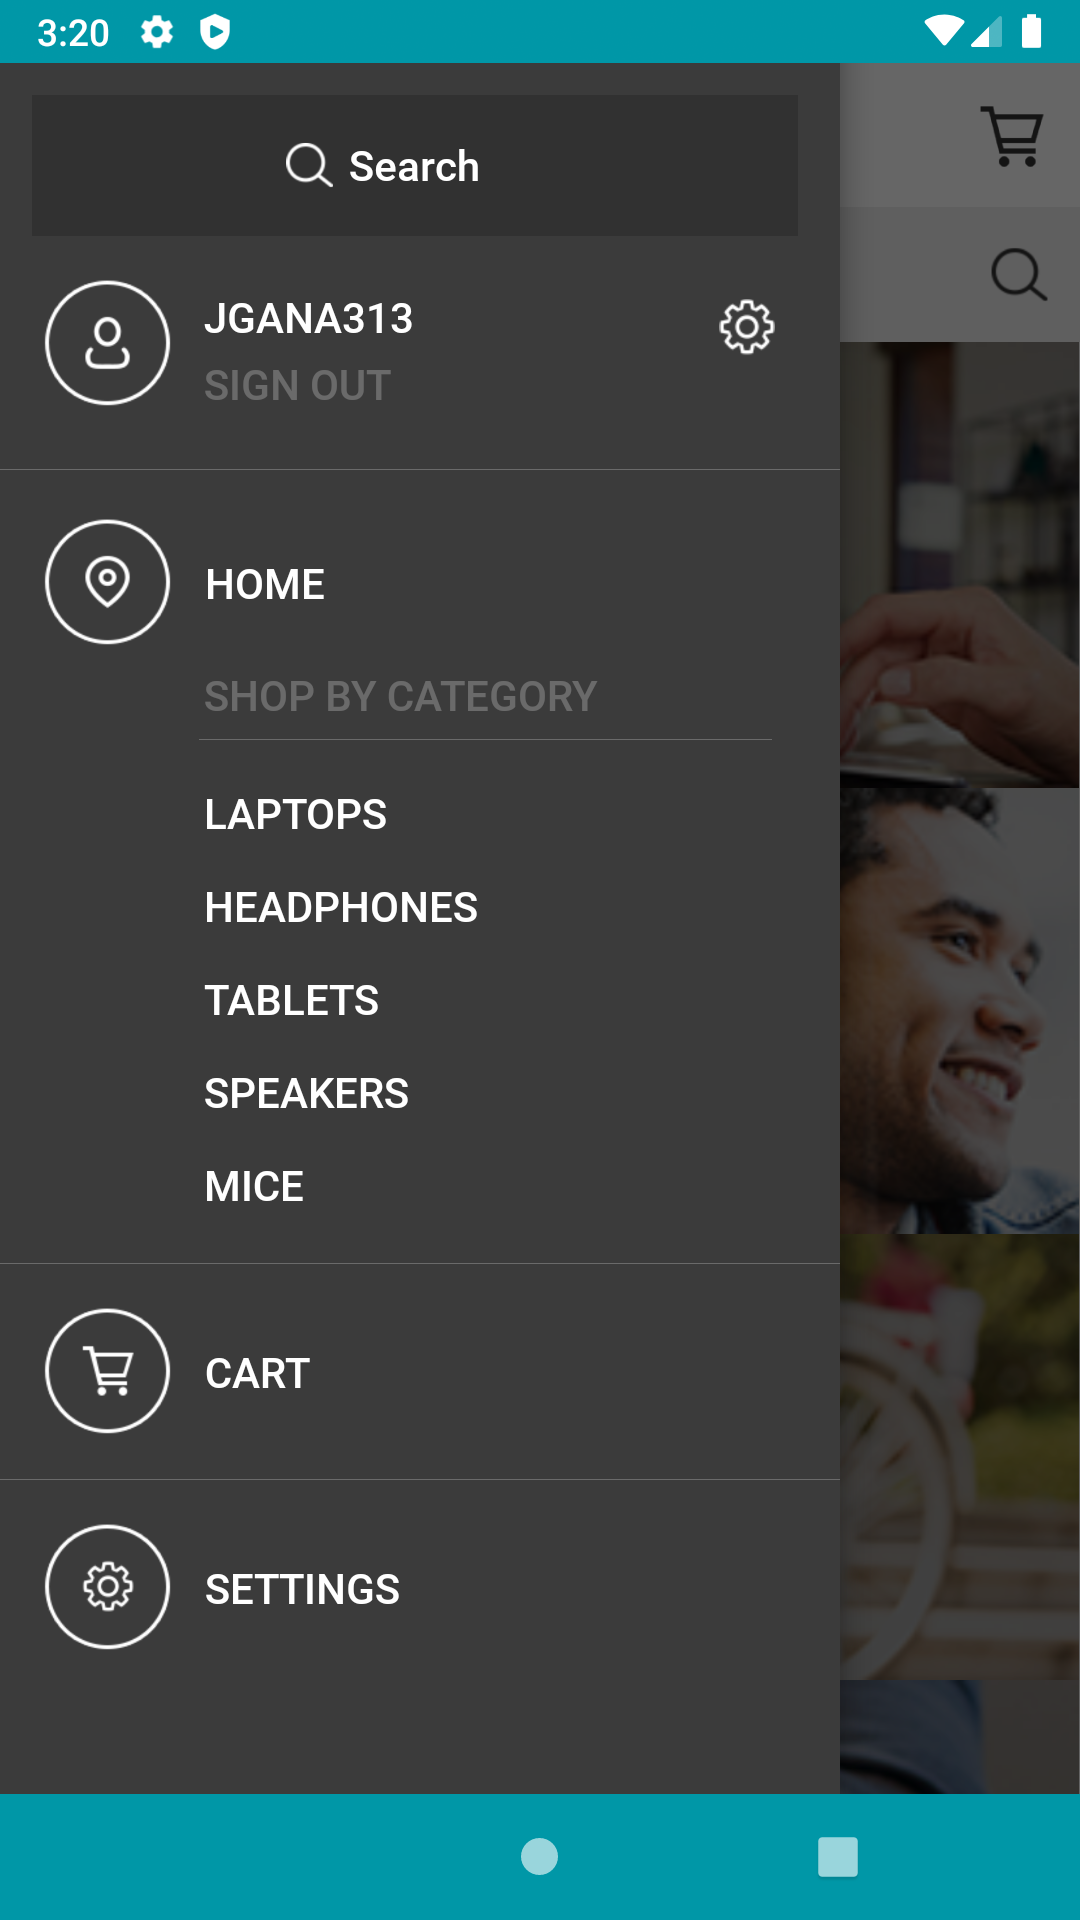 3:20
Search
JGANA313
SIGN OUT
HOME
SHOP BY CATEGORY
LAPTOPS
HEADPHONES
TABLETS
SPEAKERS
MICE
CART
SETTINGS